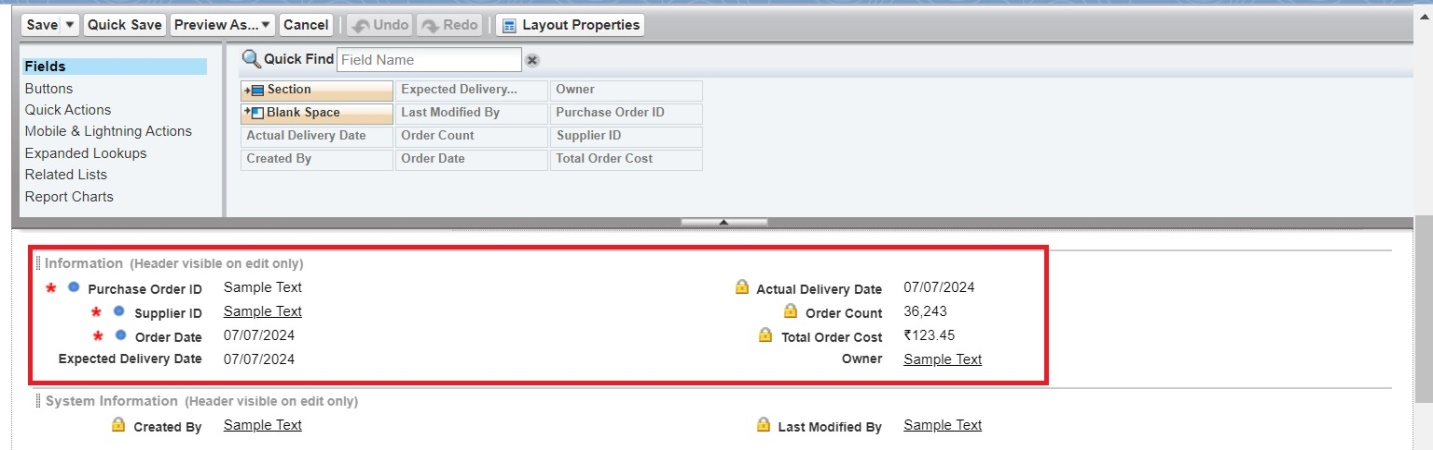 Save Quick Save Preview As... Cancel Undo Redo Layout Properties
Fields
Buttons
Quick Actions
Mobile & Lightning Actions
Expanded Lookups
Related Lists
Report Charts
Quick Find Field Name
Section Expected Delivery... Owner
Blank Space Last Modified By Purchase Order ID
Actual Delivery Date Order Count Supplier ID
Created By Order Date Total Order Cost
Information (Header visible on edit only)
* Purchase Order ID Sample Text Actual Delivery Date 07/07/2024
* Supplier ID Sample Text Order Count 36,243
* Order Date 07/07/2024 Total Order Cost ₹123.45
Expected Delivery Date 07/07/2024 Owner Sample Text
System Information (Header visible on edit only)
Created By Sample Text Last Modified By Sample Text